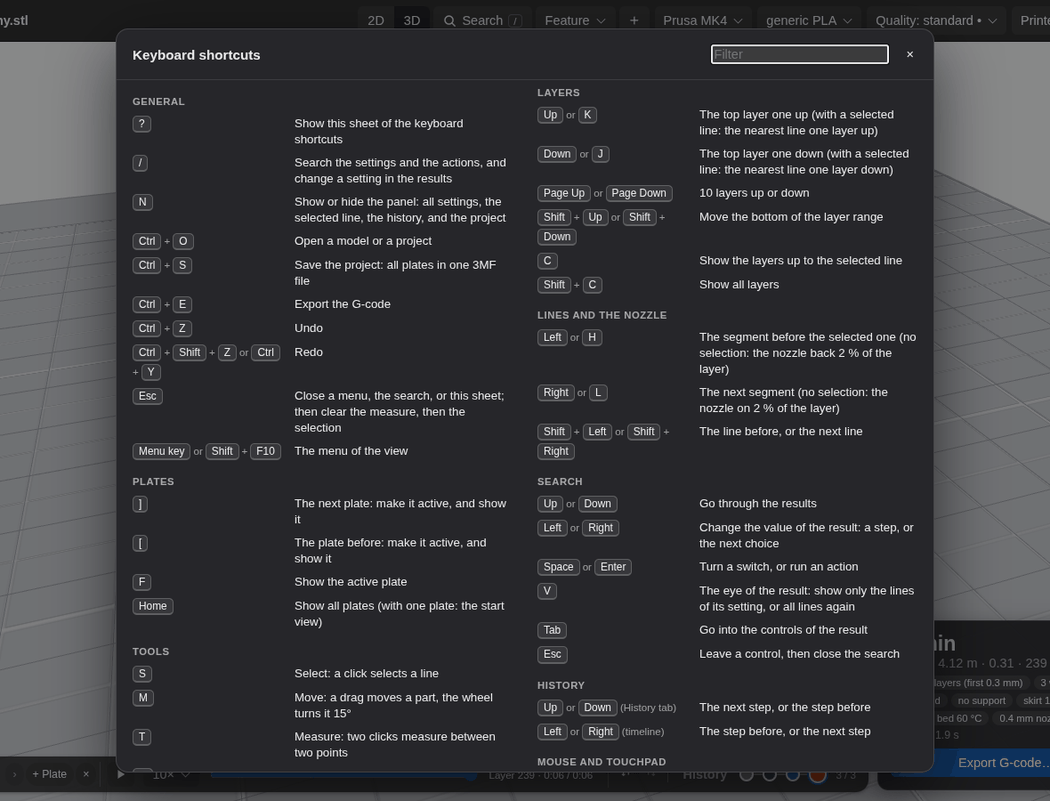 ny.stl
2D 3D Search / Feature + Prusa MK4 generic PLA Quality: standard • Printe
Keyboard shortcuts
Filter
×
GENERAL
? Show this sheet of the keyboard
shortcuts
/ Search the settings and the actions, and
change a setting in the results
N Show or hide the panel: all settings, the
selected line, the history, and the project
Ctrl + O Open a model or a project
Ctrl + S Save the project: all plates in one 3MF
file
Ctrl + E Export the G-code
Ctrl + Z Undo
Ctrl + Shift + Z or Ctrl Redo
+ Y
Esc Close a menu, the search, or this sheet;
then clear the measure, then the
selection
Menu key or Shift + F10 The menu of the view
PLATES
] The next plate: make it active, and show
it
[ The plate before: make it active, and
show it
F Show the active plate
Home Show all plates (with one plate: the start
view)
TOOLS
S Select: a click selects a line
M Move: a drag moves a part, the wheel
turns it 15°
T Measure: two clicks measure between
two points
LAYERS
Up or K The top layer one up (with a selected
line: the nearest line one layer up)
Down or J The top layer one down (with a selected
line: the nearest line one layer down)
Page Up or Page Down 10 layers up or down
Shift + Up or Shift + Move the bottom of the layer range
Down
C Show the layers up to the selected line
Shift + C Show all layers
LINES AND THE NOZZLE
Left or H The segment before the selected one (no
selection: the nozzle back 2 % of the
layer)
Right or L The next segment (no selection: the
nozzle on 2 % of the layer)
Shift + Left or Shift + The line before, or the next line
Right
SEARCH
Up or Down Go through the results
Left or Right Change the value of the result: a step, or
the next choice
Space or Enter Turn a switch, or run an action
V The eye of the result: show only the lines
of its setting, or all lines again
Tab Go into the controls of the result
Esc Leave a control, then close the search
HISTORY
Up or Down (History tab) The next step, or the step before
Left or Right (timeline) The step before, or the next step
MOUSE AND TOUCHPAD
4.12 m · 0.31 · 239
layers (first 0.3 mm) 3
no support skirt 1
bed 60 °C 0.4 mm noz
1.9 s
Export G-code...
› + Plate × 10× Layer 239 · 0:06 / 0:06 History 3 / 3